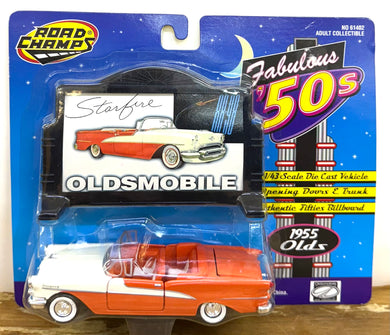 ROAD CHAMPS
NO 61402
ADULT COLLECTIBLE
Fabulous
'50s
Starfire
OLDSMOBILE
1/43 Scale Die Cast Vehicle
Opening Doors & Trunk
Authentic Fifties Billboard
1955
Olds
China.